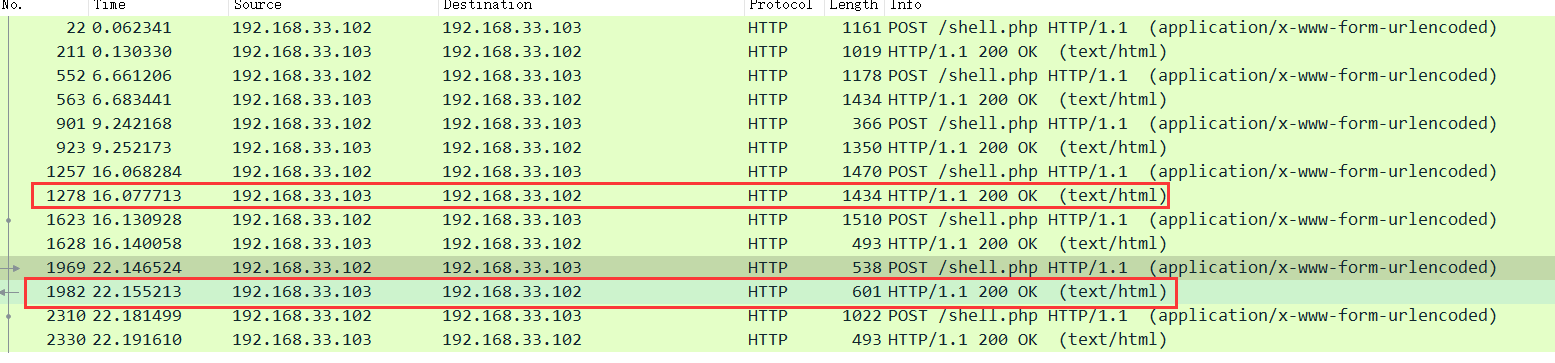 No. Time Source Destination Protocol Length Info
22 0.062341 192.168.33.102 192.168.33.103 HTTP 1161 POST /shell.php HTTP/1.1  (application/x-www-form-urlencoded)
211 0.130330 192.168.33.103 192.168.33.102 HTTP 1019 HTTP/1.1 200 OK  (text/html)
552 6.661206 192.168.33.102 192.168.33.103 HTTP 1178 POST /shell.php HTTP/1.1  (application/x-www-form-urlencoded)
563 6.683441 192.168.33.103 192.168.33.102 HTTP 1434 HTTP/1.1 200 OK  (text/html)
901 9.242168 192.168.33.102 192.168.33.103 HTTP 366 POST /shell.php HTTP/1.1  (application/x-www-form-urlencoded)
923 9.252173 192.168.33.103 192.168.33.102 HTTP 1350 HTTP/1.1 200 OK  (text/html)
1257 16.068284 192.168.33.102 192.168.33.103 HTTP 1470 POST /shell.php HTTP/1.1  (application/x-www-form-urlencoded)
1278 16.077713 192.168.33.103 192.168.33.102 HTTP 1434 HTTP/1.1 200 OK  (text/html)
1623 16.130928 192.168.33.102 192.168.33.103 HTTP 1510 POST /shell.php HTTP/1.1  (application/x-www-form-urlencoded)
1628 16.140058 192.168.33.103 192.168.33.102 HTTP 493 HTTP/1.1 200 OK  (text/html)
1969 22.146524 192.168.33.102 192.168.33.103 HTTP 538 POST /shell.php HTTP/1.1  (application/x-www-form-urlencoded)
1982 22.155213 192.168.33.103 192.168.33.102 HTTP 601 HTTP/1.1 200 OK  (text/html)
2310 22.181499 192.168.33.102 192.168.33.103 HTTP 1022 POST /shell.php HTTP/1.1  (application/x-www-form-urlencoded)
2330 22.191610 192.168.33.103 192.168.33.102 HTTP 493 HTTP/1.1 200 OK  (text/html)